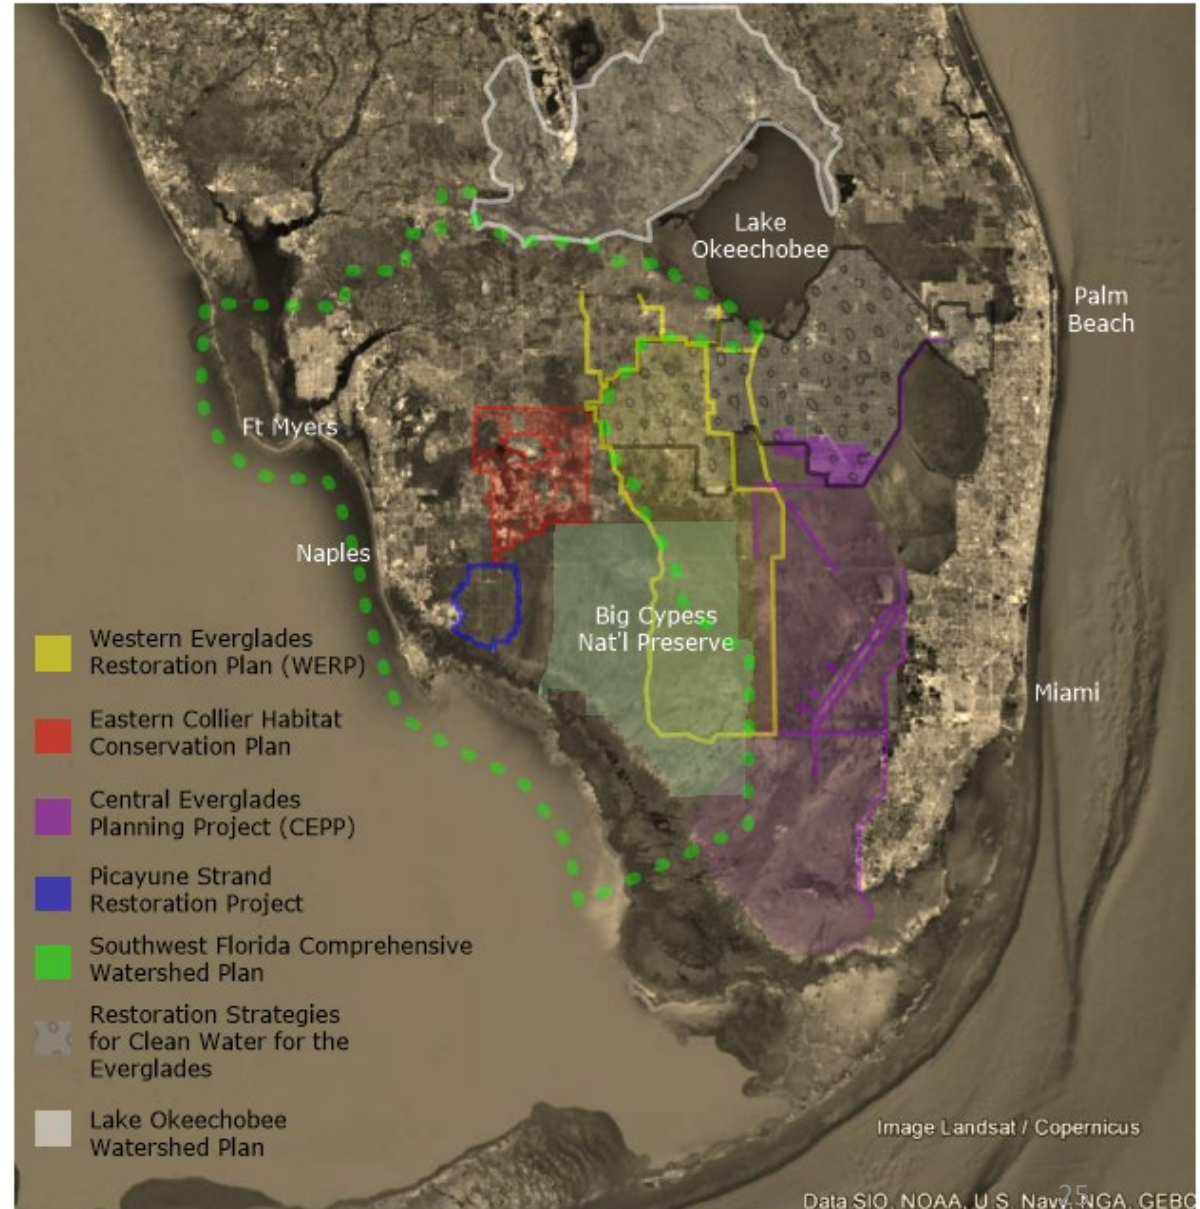 Lake
Okeechobee
Palm
Beach
Ft Myers
Naples
Big Cypess
Nat'l Preserve
Miami
Western Everglades
Restoration Plan (WERP)
Eastern Collier Habitat
Conservation Plan
Central Everglades
Planning Project (CEPP)
Picayune Strand
Restoration Project
Southwest Florida Comprehensive
Watershed Plan
Restoration Strategies
for Clean Water for the
Everglades
Lake Okeechobee
Watershed Plan
Image Landsat / Copernicus
25
Data SIO, NOAA, U.S. Navy, NGA, GEBC